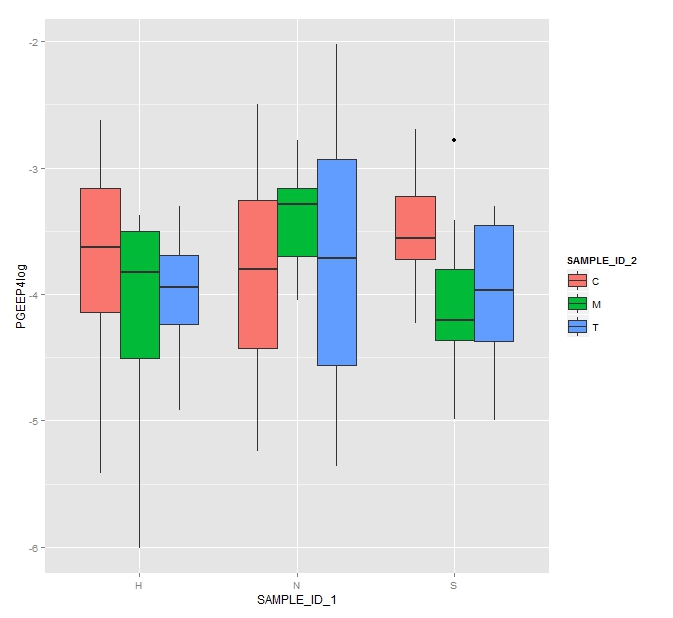 -2
-3
-4
-5
-6
PGEEP4log
H
N
S
SAMPLE_ID_1
SAMPLE_ID_2
C
M
T